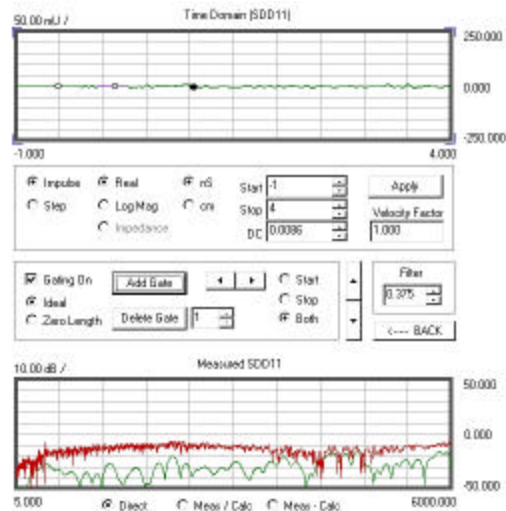 50.00 mU /
Time Domain (SDD11)
250.000
0.000
-250.000
-1.000
4.000
Impulse
Real
nS
Start -1
Apply
Step
Log Mag
cm
Stop 4
Velocity Factor
Impedance
DC 0.0086
1.000
Gating On
Add Gate
Start
Filter
Ideal
Stop
0.375
Zero Length
Delete Gate 1
Both
<--- BACK
10.00 dB /
Measured SDD11
50.000
0.000
-50.000
5.000
6000.000
Direct
Meas / Calc
Meas - Calc